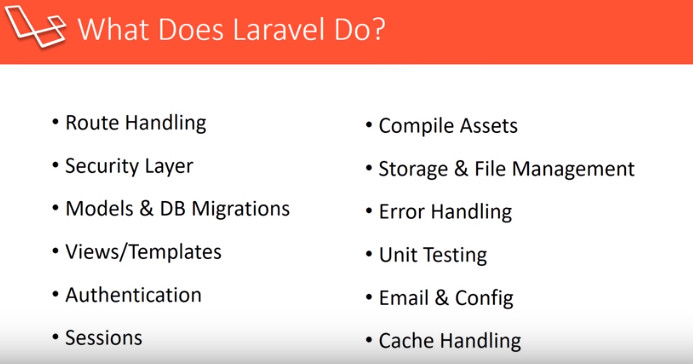 What Does Laravel Do?
• Route Handling
• Security Layer
• Models & DB Migrations
• Views/Templates
• Authentication
• Sessions
• Compile Assets
• Storage & File Management
• Error Handling
• Unit Testing
• Email & Config
• Cache Handling